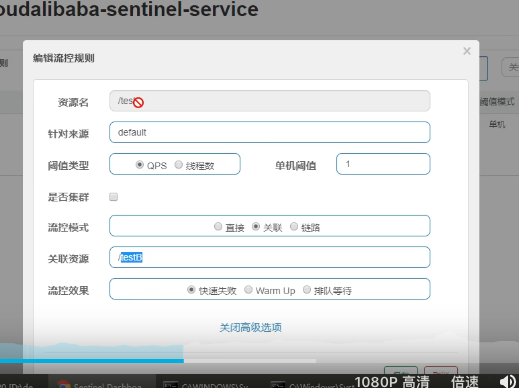 oudalibaba-sentinel-service
编辑流控规则
×
则
关
资源名 /test
阈值模式
针对来源 default
单机
阈值类型 QPS 线程数 单机阈值 1
是否集群
流控模式 直接 关联 链路
关联资源 /testB
流控效果 快速失败 Warm Up 排队等待
关闭高级选项
1080P 高清 倍速
Sentinel Dashboa
C:\WINDOWS\Sy
C:\Windows\Syst